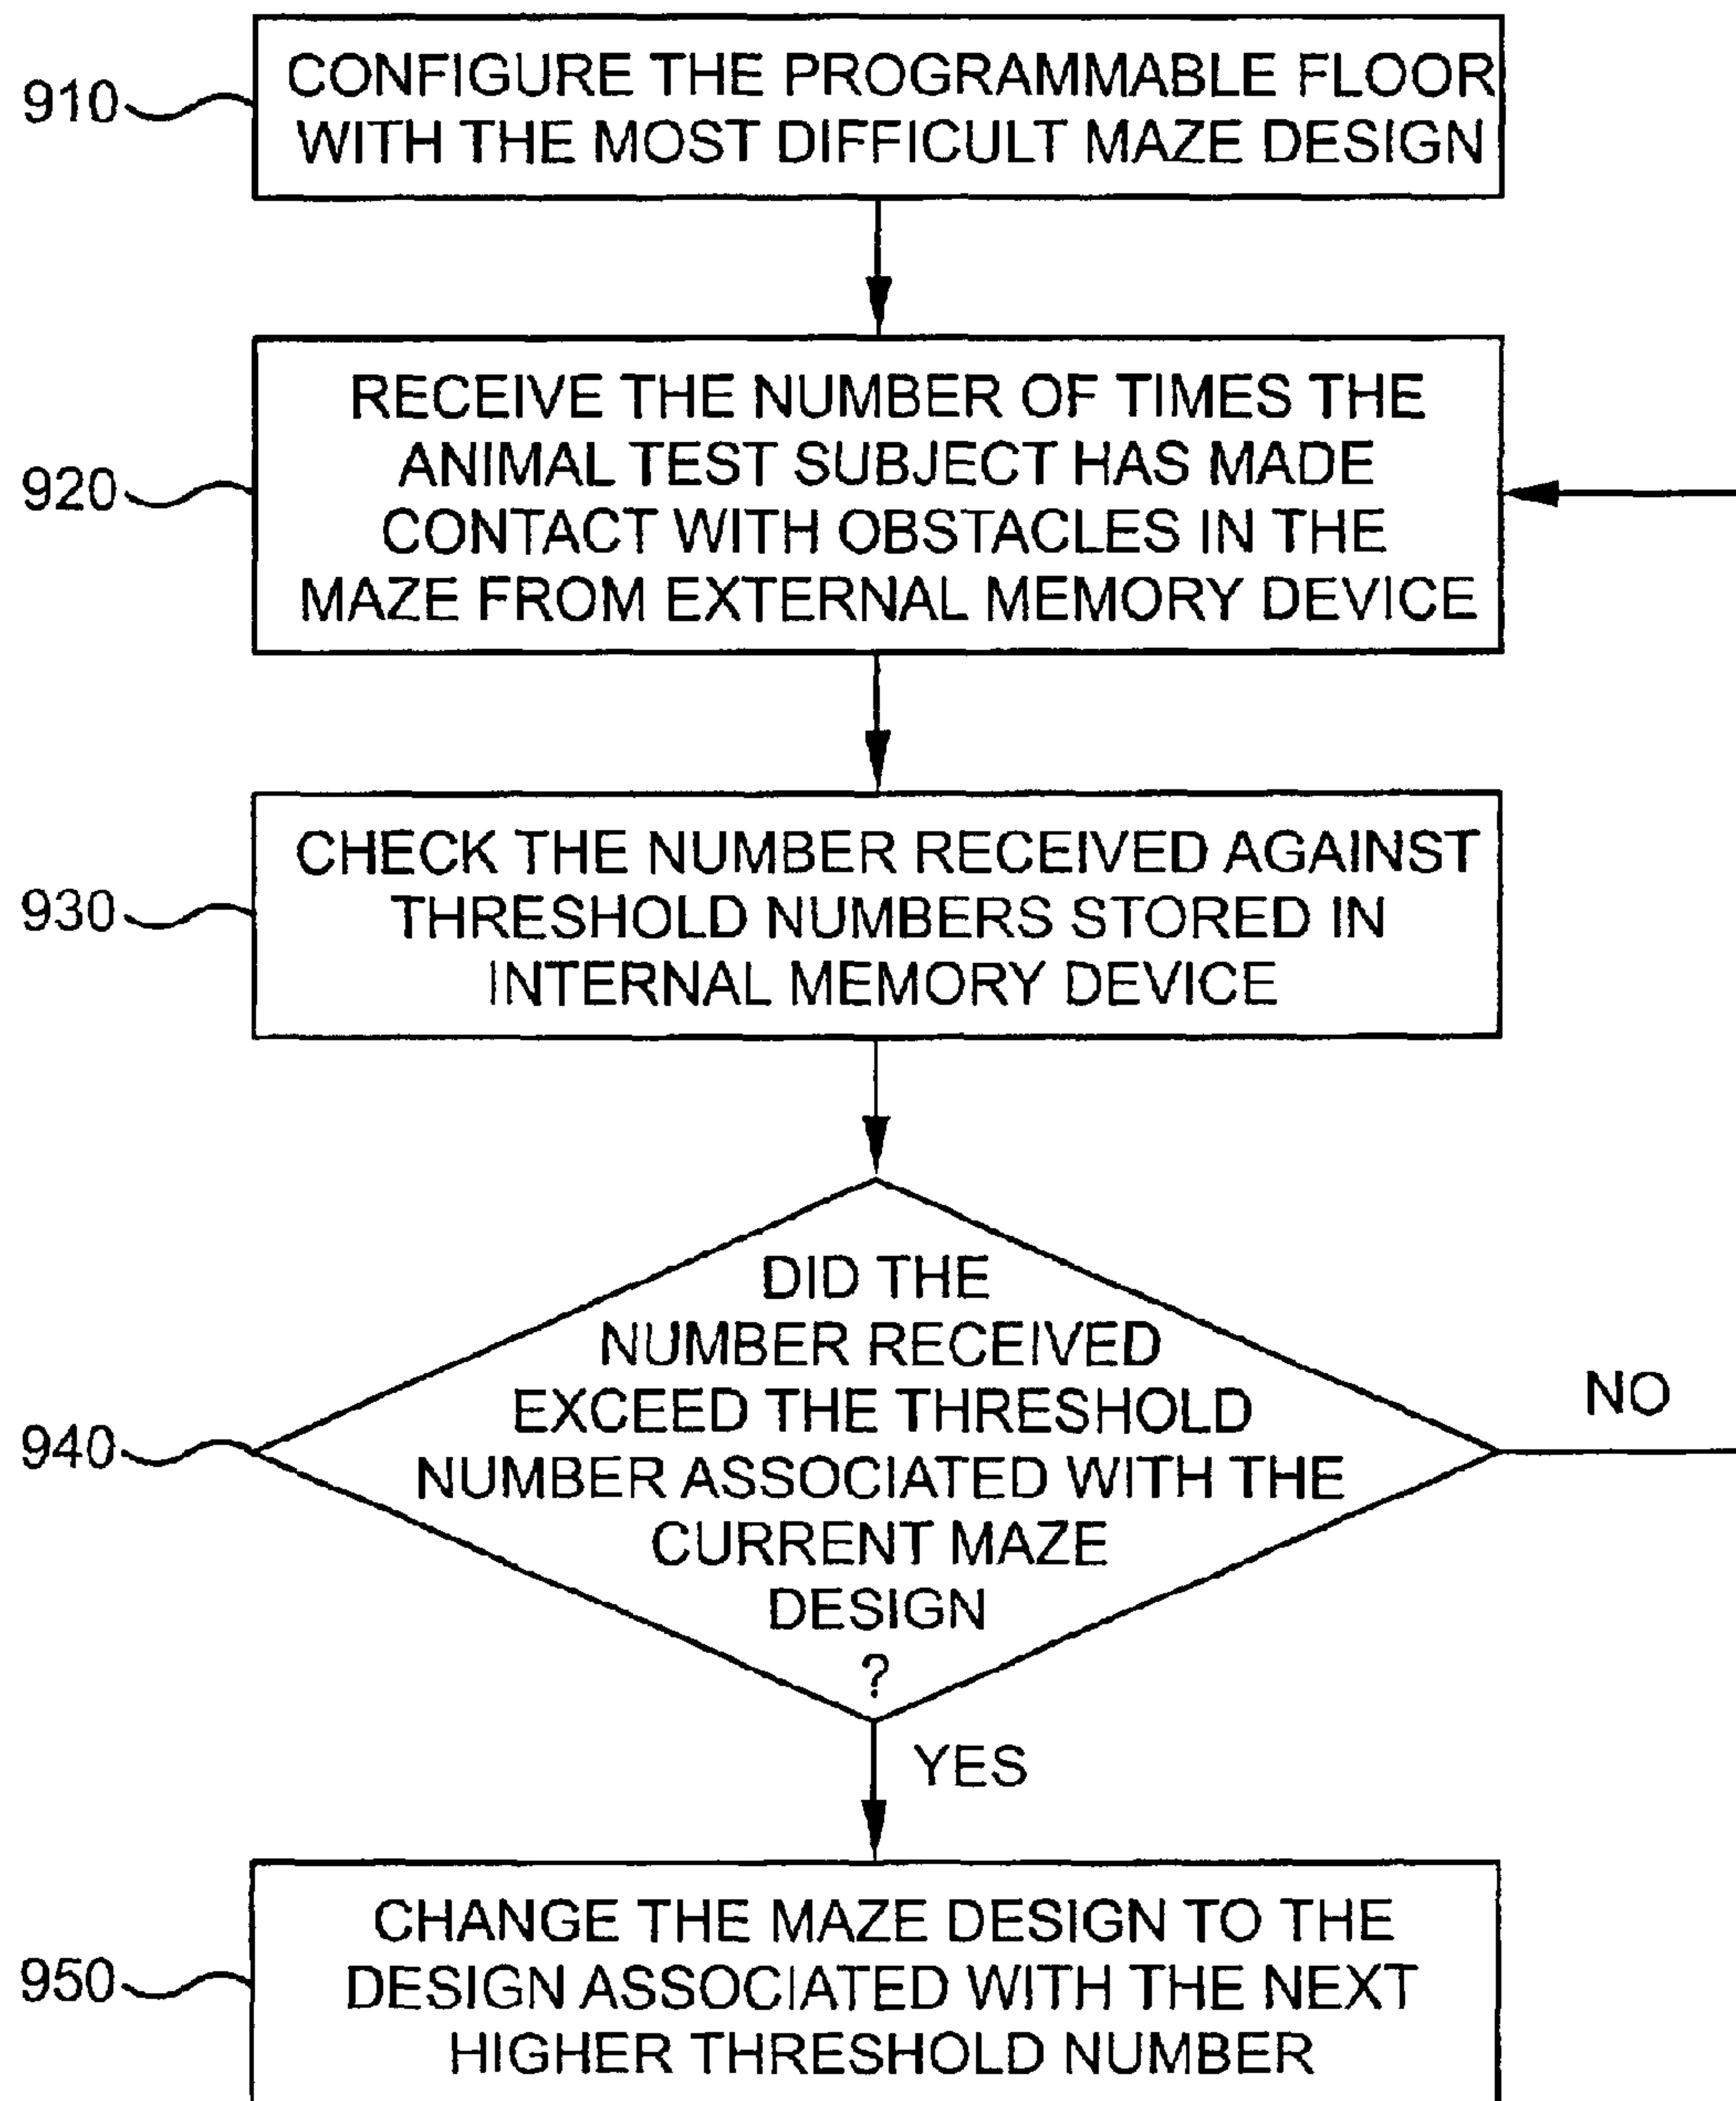 910
CONFIGURE THE PROGRAMMABLE FLOOR
WITH THE MOST DIFFICULT MAZE DESIGN
920
RECEIVE THE NUMBER OF TIMES THE
ANIMAL TEST SUBJECT HAS MADE
CONTACT WITH OBSTACLES IN THE
MAZE FROM EXTERNAL MEMORY DEVICE
930
CHECK THE NUMBER RECEIVED AGAINST
THRESHOLD NUMBERS STORED IN
INTERNAL MEMORY DEVICE
940
DID THE
NUMBER RECEIVED
EXCEED THE THRESHOLD
NUMBER ASSOCIATED WITH THE
CURRENT MAZE
DESIGN
?
NO
YES
950
CHANGE THE MAZE DESIGN TO THE
DESIGN ASSOCIATED WITH THE NEXT
HIGHER THRESHOLD NUMBER